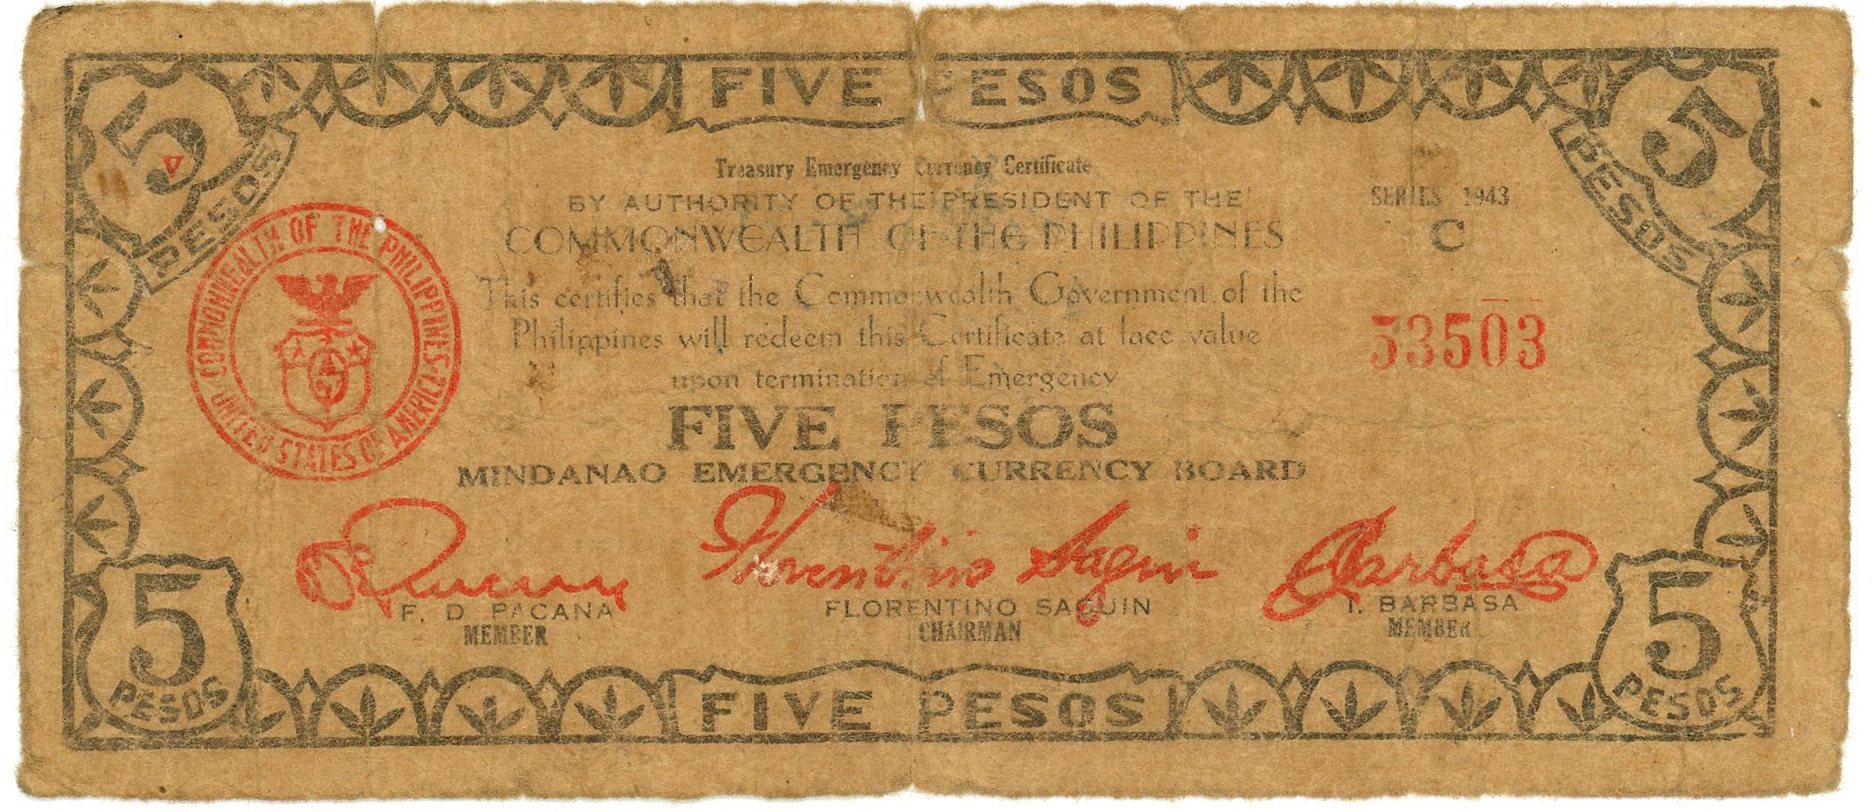 FIVE PESOS
5 PESOS
5 PESOS
Treasury Emergency Currency Certificate
BY AUTHORITY OF THE PRESIDENT OF THE
COMMONWEALTH OF THE PHILIPPINES
SERIES 1943
C
This certifies that the Commonwealth Government of the
Philippines will redeem this Certificate at face value
upon termination of Emergency
53503
COMMONWEALTH OF THE PHILIPPINES
UNITED STATES OF AMERICA
FIVE PESOS
MINDANAO EMERGENCY CURRENCY BOARD
Florentino Saguin
Barbasa
F. D. PACANA
MEMBER
FLORENTINO SAGUIN
CHAIRMAN
I. BARBASA
MEMBER
5 PESOS
FIVE PESOS
5 PESOS